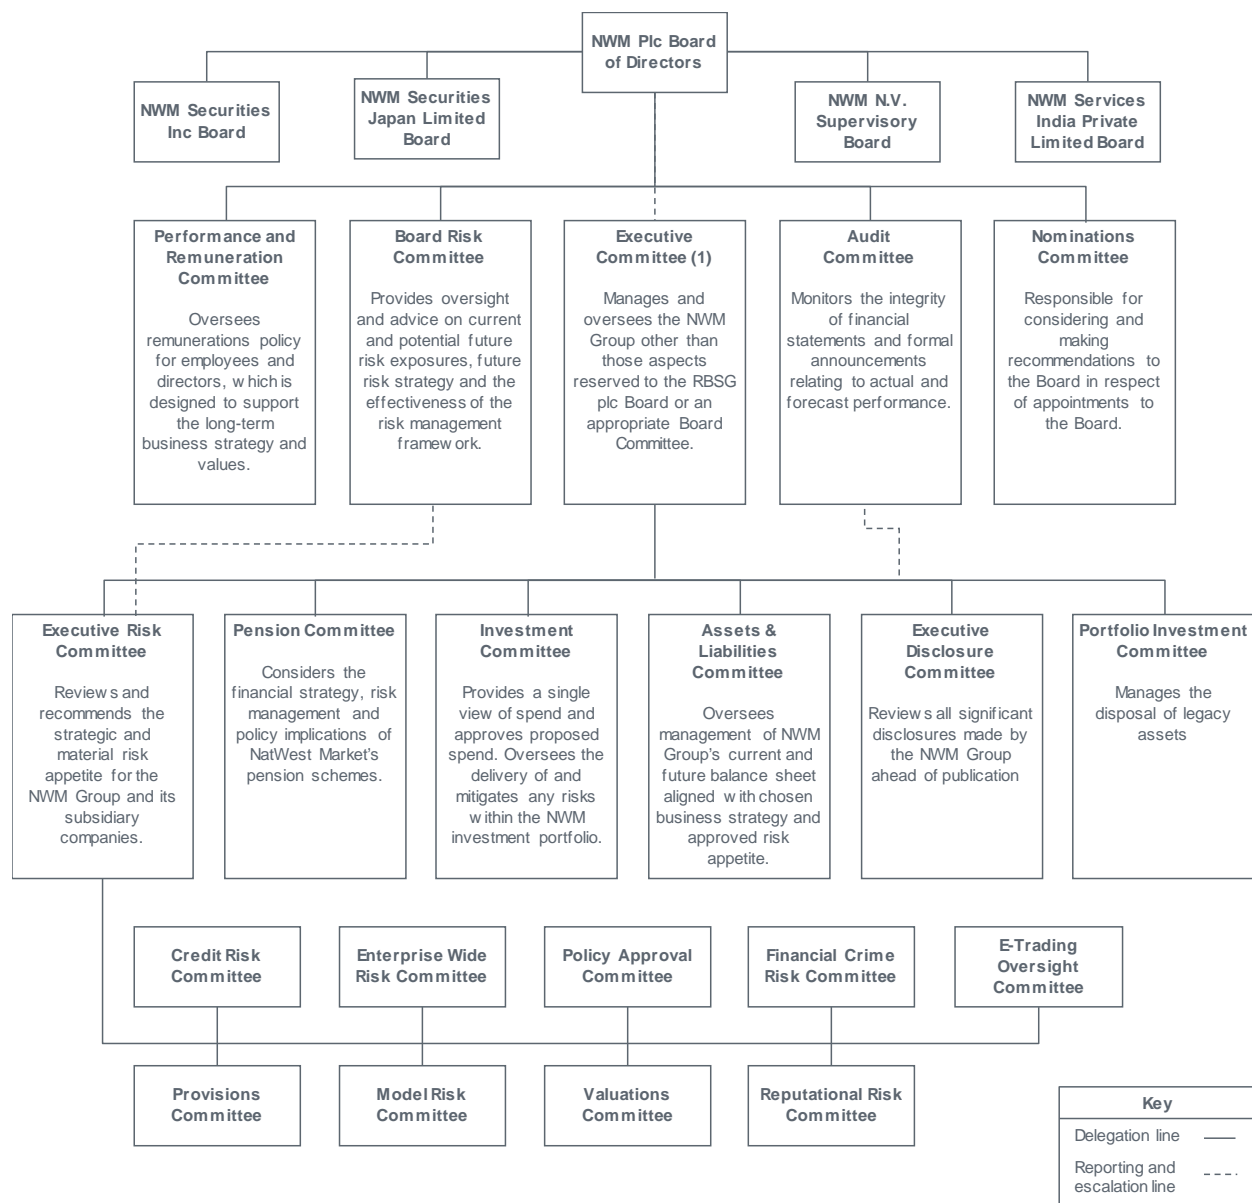 NWM Plc Board
of Directors
NWM Securities
Inc Board
NWM Securities
Japan Limited
Board
NWM N.V.
Supervisory
Board
NWM Services
India Private
Limited Board
Performance and
Remuneration
Committee
Oversees
remunerations policy
for employees and
directors, which is
designed to support
the long-term
business strategy and
values.
Board Risk
Committee
Provides oversight
and advice on current
and potential future
risk exposures, future
risk strategy and the
effectiveness of the
risk management
framework.
Executive
Committee (1)
Manages and
oversees the NWM
Group other than
those aspects
reserved to the RBSG
plc Board or an
appropriate Board
Committee.
Audit
Committee
Monitors the integrity
of financial
statements and formal
announcements
relating to actual and
forecast performance.
Nominations
Committee
Responsible for
considering and
making
recommendations to
the Board in respect
of appointments to
the Board.
Executive Risk
Committee
Reviews and
recommends the
strategic and
material risk
appetite for the
NWM Group and its
subsidiary
companies.
Pension Committee
Considers the
financial strategy, risk
management and
policy implications of
NatWest Market's
pension schemes.
Investment
Committee
Provides a single
view of spend and
approves proposed
spend. Oversees the
delivery of and
mitigates any risks
within the NWM
investment portfolio.
Assets &
Liabilities
Committee
Oversees
management of NWM
Group's current and
future balance sheet
aligned with chosen
business strategy and
approved risk
appetite.
Executive
Disclosure
Committee
Reviews all significant
disclosures made by
the NWM Group
ahead of publication
Portfolio Investment
Committee
Manages the
disposal of legacy
assets
Credit Risk
Committee
Enterprise Wide
Risk Committee
Policy Approval
Committee
Financial Crime
Risk Committee
E-Trading
Oversight
Committee
Provisions
Committee
Model Risk
Committee
Valuations
Committee
Reputational Risk
Committee
Key
Delegation line
Reporting and
escalation line